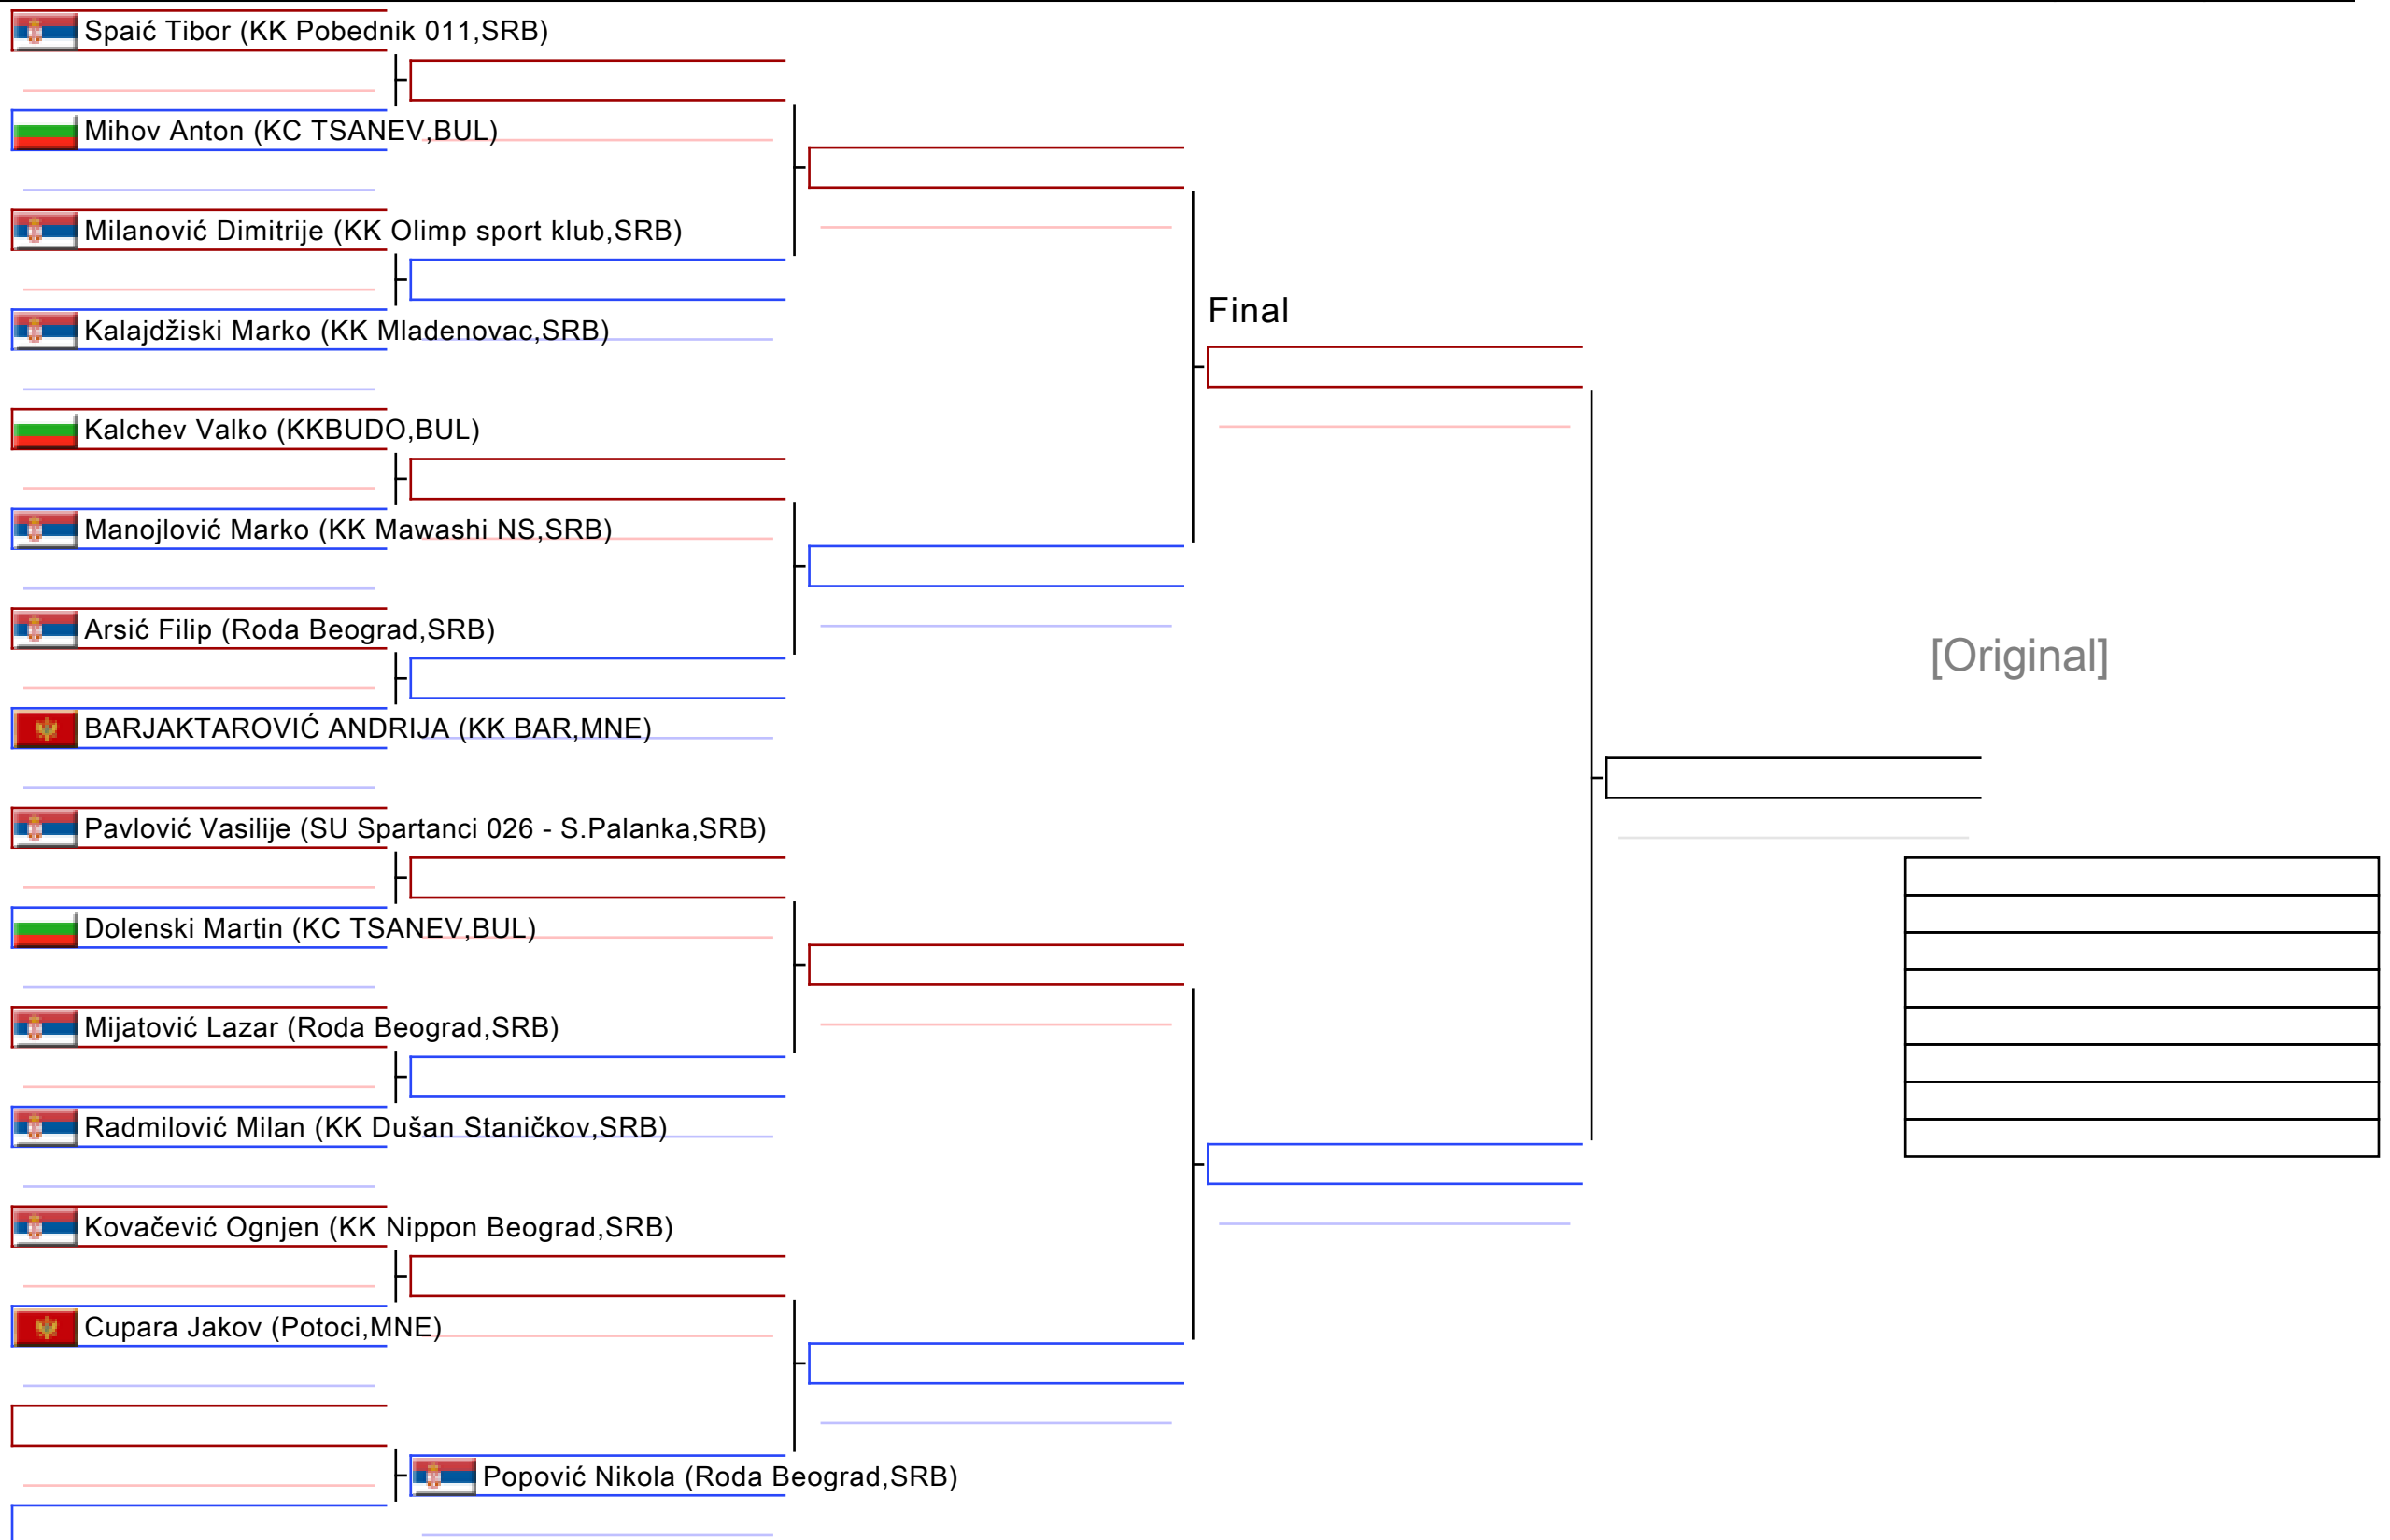 Spaić Tibor (KK Pobednik 011,SRB)
Mihov Anton (KC TSANEV,BUL)
Milanović Dimitrije (KK Olimp sport klub,SRB)
Final
Kalajdžiski Marko (KK Mladenovac,SRB)
Kalchev Valko (KKBUDO,BUL)
Manojlović Marko (KK Mawashi NS,SRB)
Arsić Filip (Roda Beograd,SRB)
[Original]
BARJAKTAROVIĆ ANDRIJA (KK BAR,MNE)
Pavlović Vasilije (SU Spartanci 026 - S.Palanka,SRB)
Dolenski Martin (KC TSANEV,BUL)
Mijatović Lazar (Roda Beograd,SRB)
Radmilović Milan (KK Dušan Staničkov,SRB)
Kovačević Ognjen (KK Nippon Beograd,SRB)
Cupara Jakov (Potoci,MNE)
Popović Nikola (Roda Beograd,SRB)